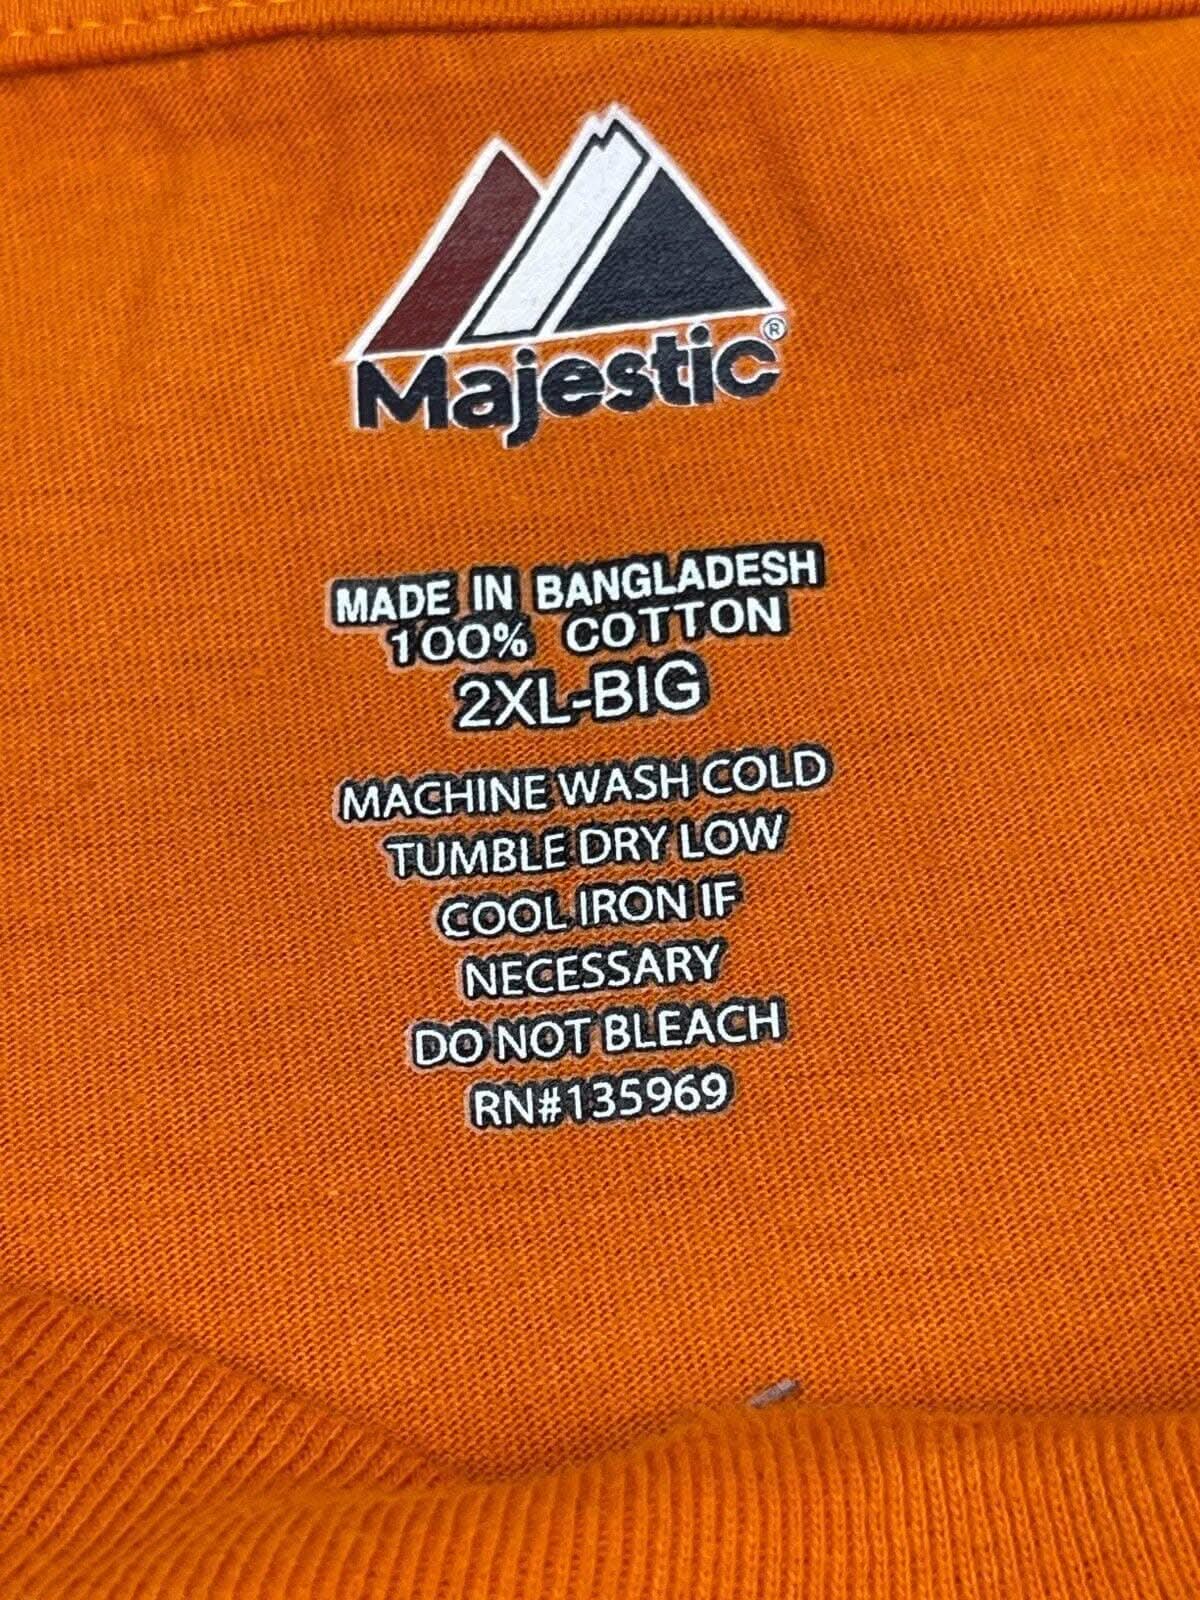 Majestic®
MADE IN BANGLADESH
100% COTTON
2XL-BIG
MACHINE WASH COLD
TUMBLE DRY LOW
COOL IRON IF
NECESSARY
DO NOT BLEACH
RN#135969